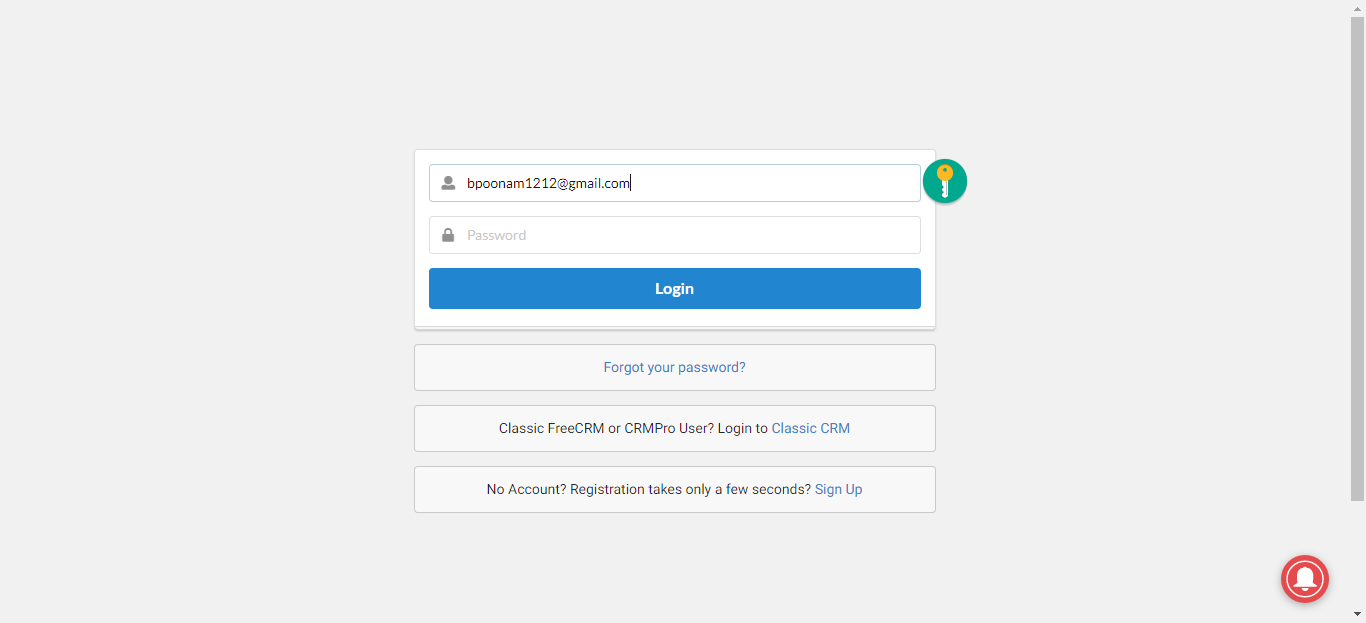 bpoonam1212@gmail.com
Password
Login
Forgot your password?
Classic FreeCRM or CRMPro User? Login to Classic CRM
No Account? Registration takes only a few seconds? Sign Up